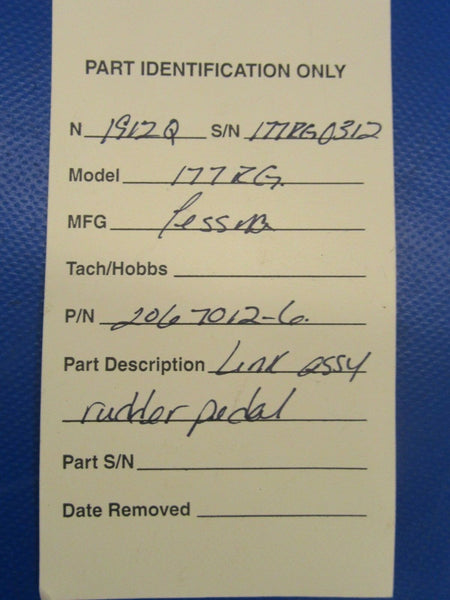 PART IDENTIFICATION ONLY
N 1912Q S/N 177RG0312
Model 177RG
MFG Cessna
Tach/Hobbs
P/N 2067012-6
Part Description Link assy
rudder pedal
Part S/N
Date Removed